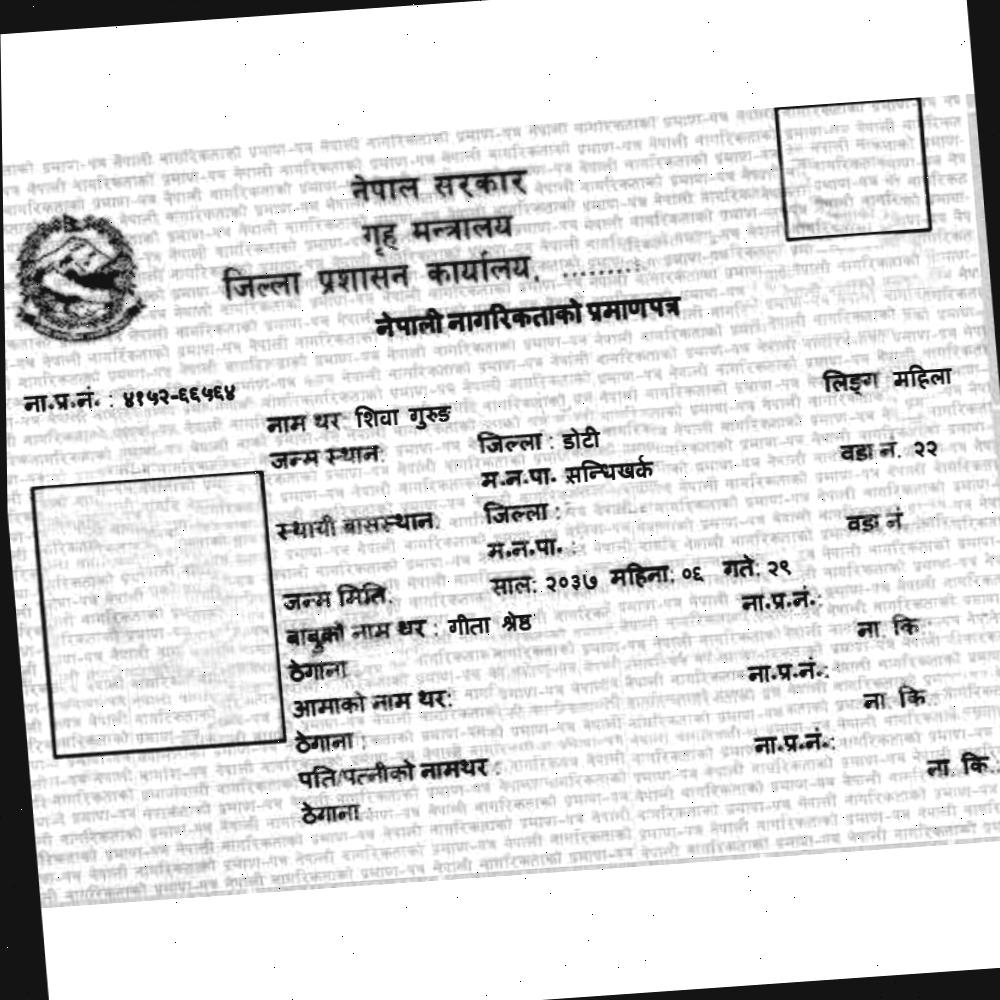 नेपाल सरकार
गृह मन्त्रालय
जिल्ला प्रशासन कार्यालय, .........
नेपाली नागरिकताको प्रमाणपत्र
ना.प्र.नं. : ४१५२-६६५६४
लिङ्ग महिला
नाम थर शिवा गुरुङ
जन्म स्थान: जिल्ला : डोटी
म.न.पा. सन्धिखर्क वडा नं. २२
स्थायी बासस्थान: जिल्ला :
म.न.पा. : वडा नं
जन्म मिति: साल: २०३७ महिना: ०६ गते: २९
बाबुको नाम थर : गीता श्रेष्ठ ना.प्र.नं.:
ठेगाना ना. कि.
आमाको नाम थर: ना.प्र.नं.:
ठेगाना : ना. कि.
पति/पत्नीको नामथर : ना.प्र.नं.:
ठेगाना ना. कि.